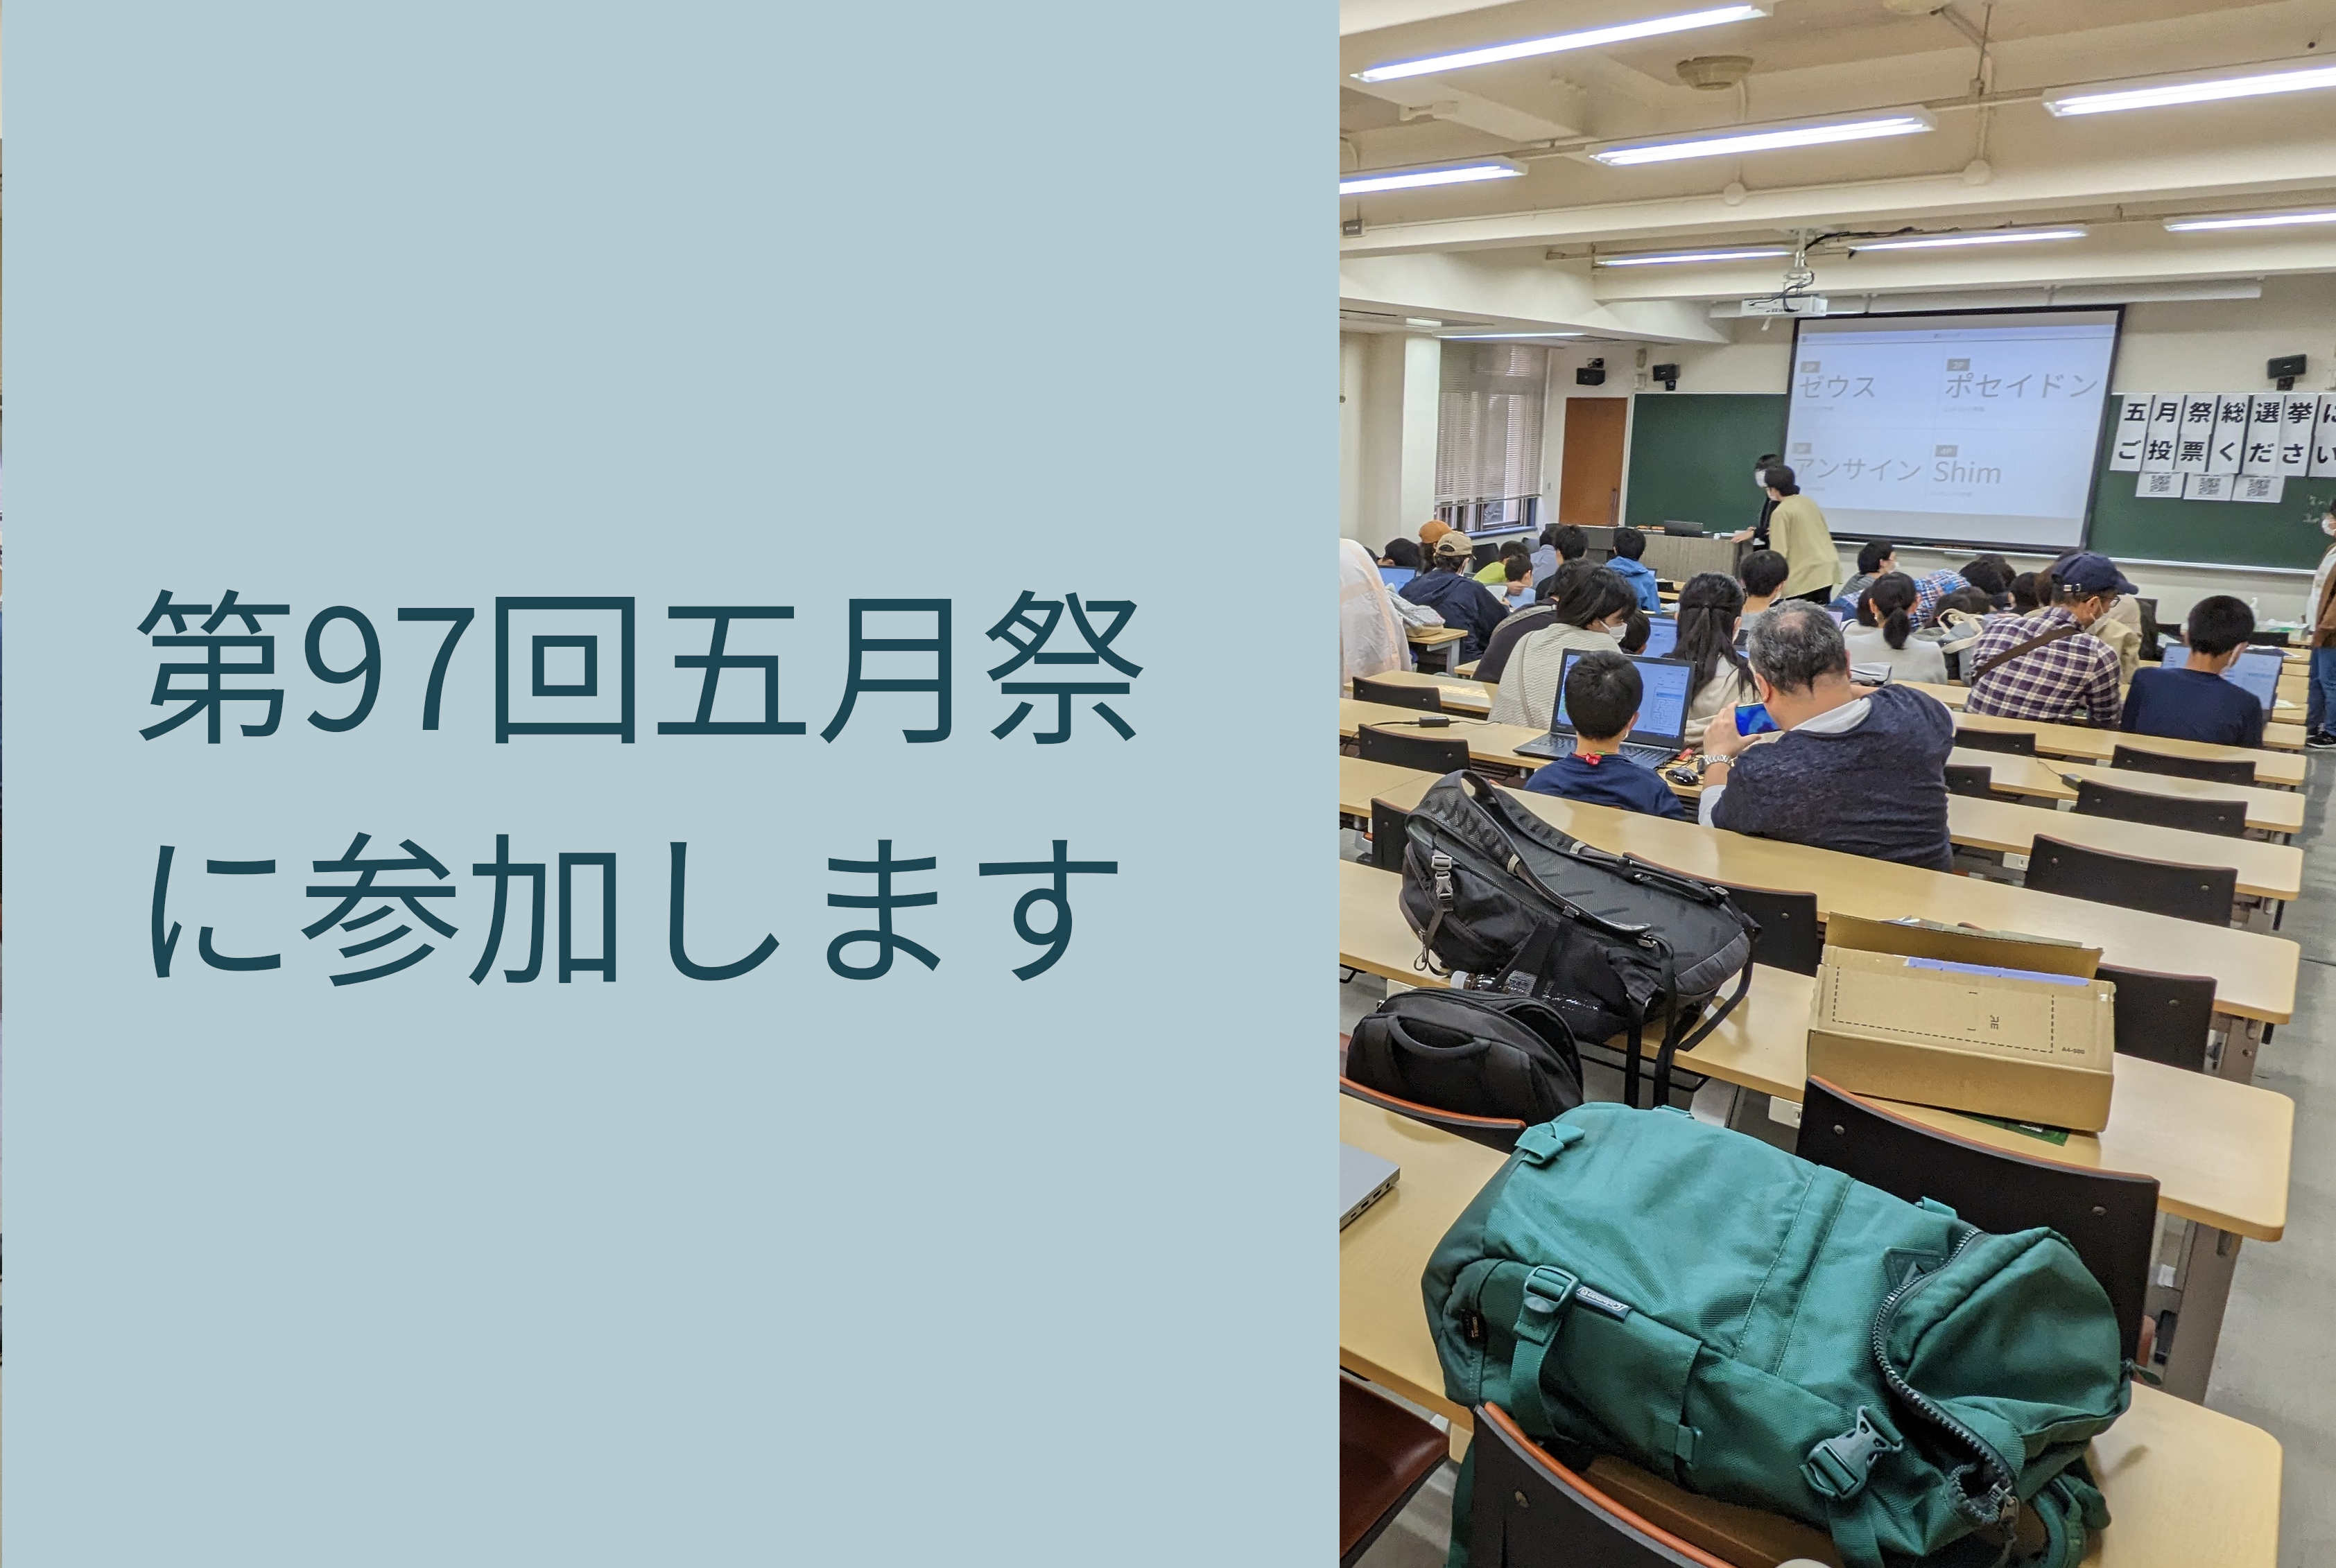 第97回五月祭
に参加します
ゼウス
ポセイドン
アンサイン
Shim
五月祭総選挙に
ご投票ください
Coleman